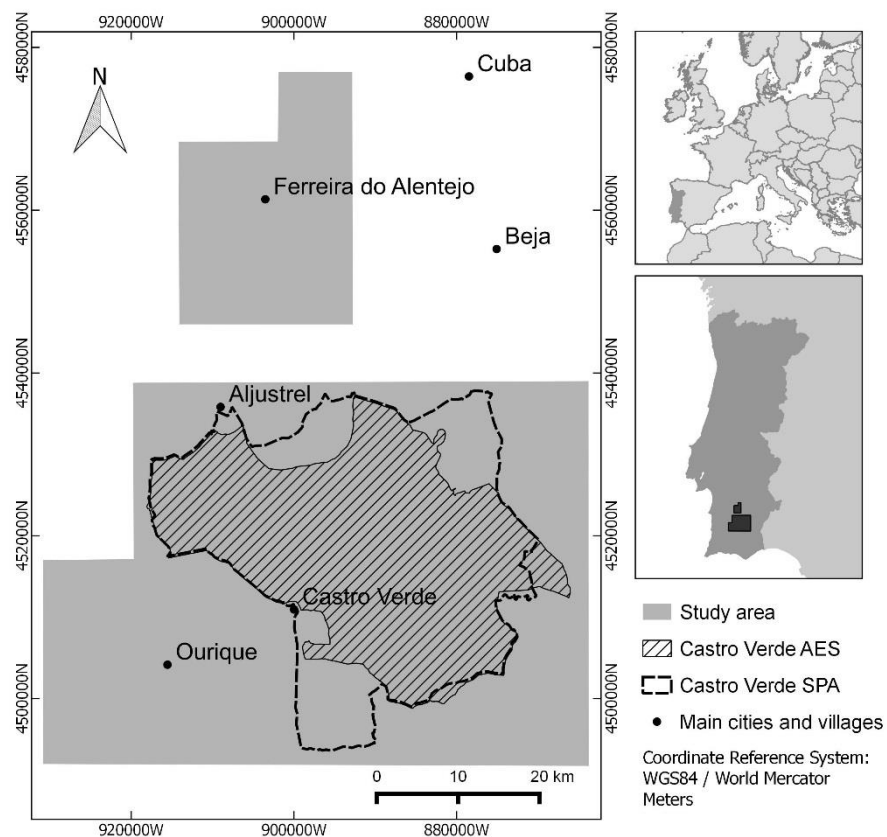 920000W 900000W 880000W
4580000N
4580000N
N
Cuba
Ferreira do Alentejo
4560000N
4560000N
Beja
4540000N
4540000N
Aljustrel
4520000N
4520000N
Castro Verde
Ourique
4500000N
4500000N
0 10 20 km
920000W 900000W 880000W
Study area
Castro Verde AES
Castro Verde SPA
Main cities and villages
Coordinate Reference System:
WGS84 / World Mercator
Meters